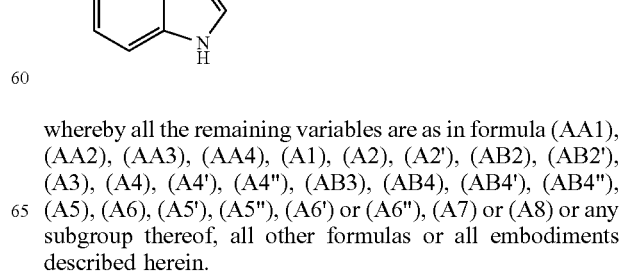 N
H
60
whereby all the remaining variables are as in formula (AA1),
(AA2), (AA3), (AA4), (A1), (A2), (A2'), (AB2), (AB2'),
(A3), (A4), (A4'), (A4"), (AB3), (AB4), (AB4'), (AB4"),
65 (A5), (A6), (A5'), (A5"), (A6') or (A6"), (A7) or (A8) or any
subgroup thereof, all other formulas or all embodiments
described herein.